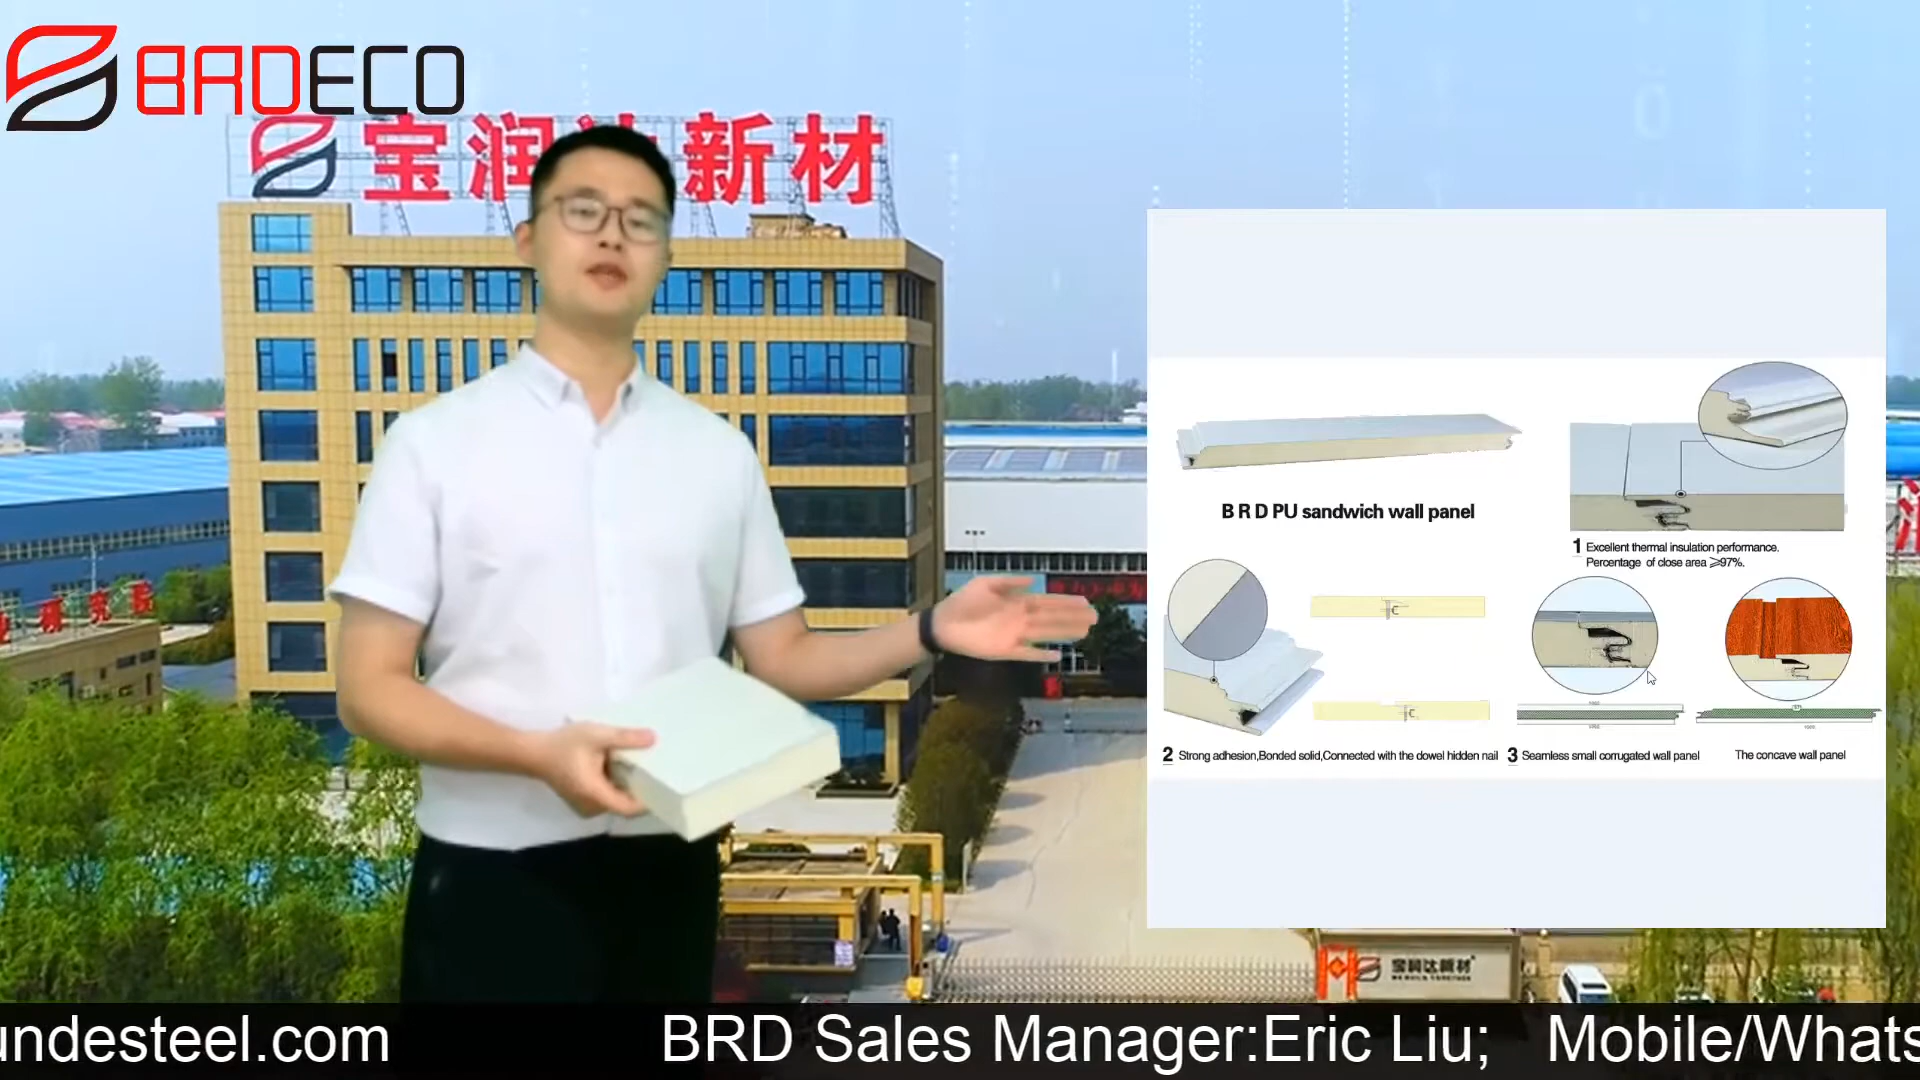 BRDECO
宝润达新材
B R D PU sandwich wall panel
1 Excellent thermal insulation performance.
Percentage of close area ⩾97%.
2 Strong adhesion,Bonded solid,Connected with the dowel hidden nail
3 Seamless small corrugated wall panel
The concave wall panel
宝润达新材
undesteel.com BRD Sales Manager:Eric Liu; Mobile/Whats